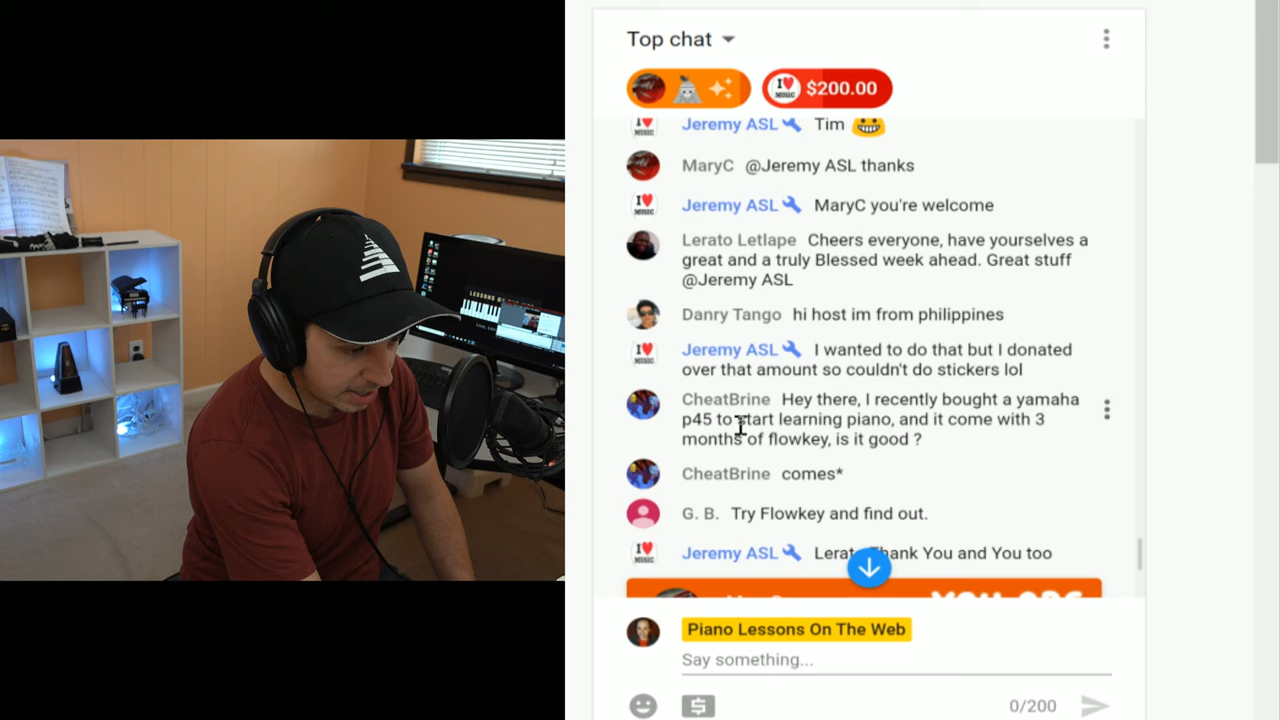 Top chat
$200.00
Jeremy ASL Tim
MaryC @Jeremy ASL thanks
Jeremy ASL MaryC you're welcome
Lerato Letlape Cheers everyone, have yourselves a
great and a truly Blessed week ahead. Great stuff
@Jeremy ASL
Danry Tango hi host im from philippines
Jeremy ASL I wanted to do that but I donated
over that amount so couldn't do stickers lol
CheatBrine Hey there, I recently bought a yamaha
p45 to start learning piano, and it come with 3
months of flowkey, is it good ?
CheatBrine comes*
G. B. Try Flowkey and find out.
Jeremy ASL Thank You and You too
Piano Lessons On The Web
Say something...
0/200
I
MUSIC
LESSONS ON